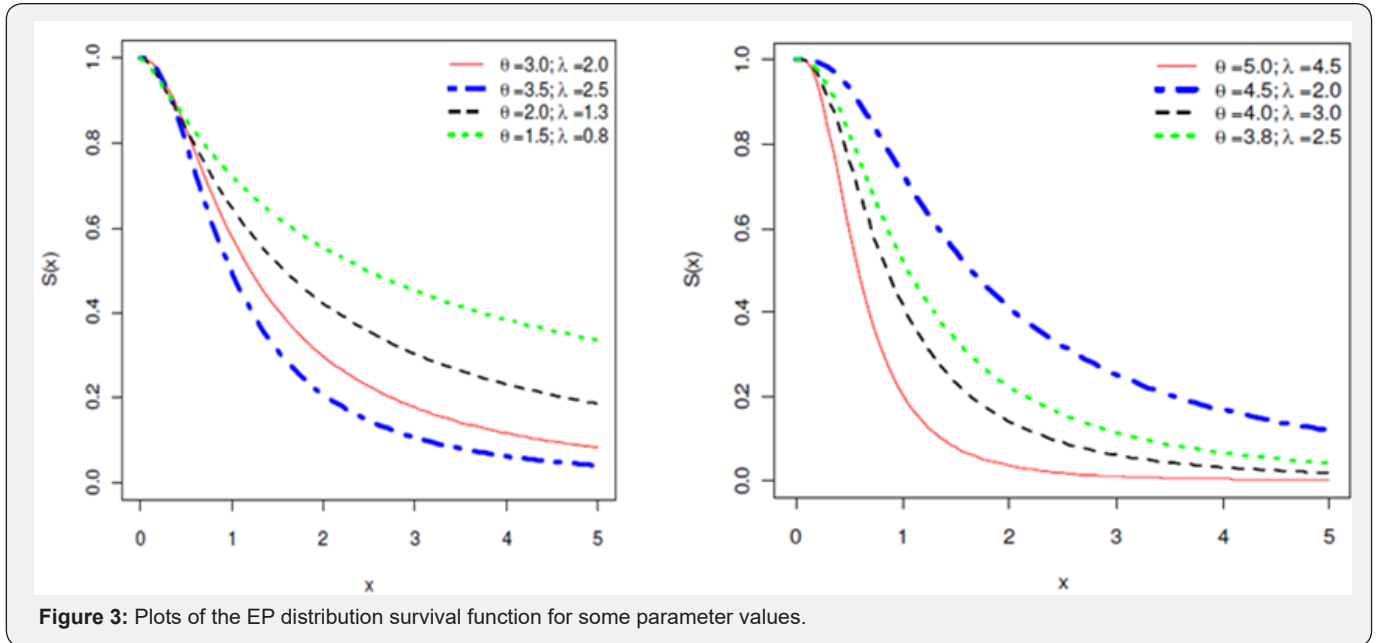 θ =3.0; λ =2.0
θ =3.5; λ =2.5
θ =2.0; λ =1.3
θ =1.5; λ =0.8
S(x)
1.0
0.8
0.6
0.4
0.2
0.0
0 1 2 3 4 5
x
θ =5.0; λ =4.5
θ =4.5; λ =2.0
θ =4.0; λ =3.0
θ =3.8; λ =2.5
S(x)
1.0
0.8
0.6
0.4
0.2
0.0
0 1 2 3 4 5
x
Figure 3: Plots of the EP distribution survival function for some parameter values.